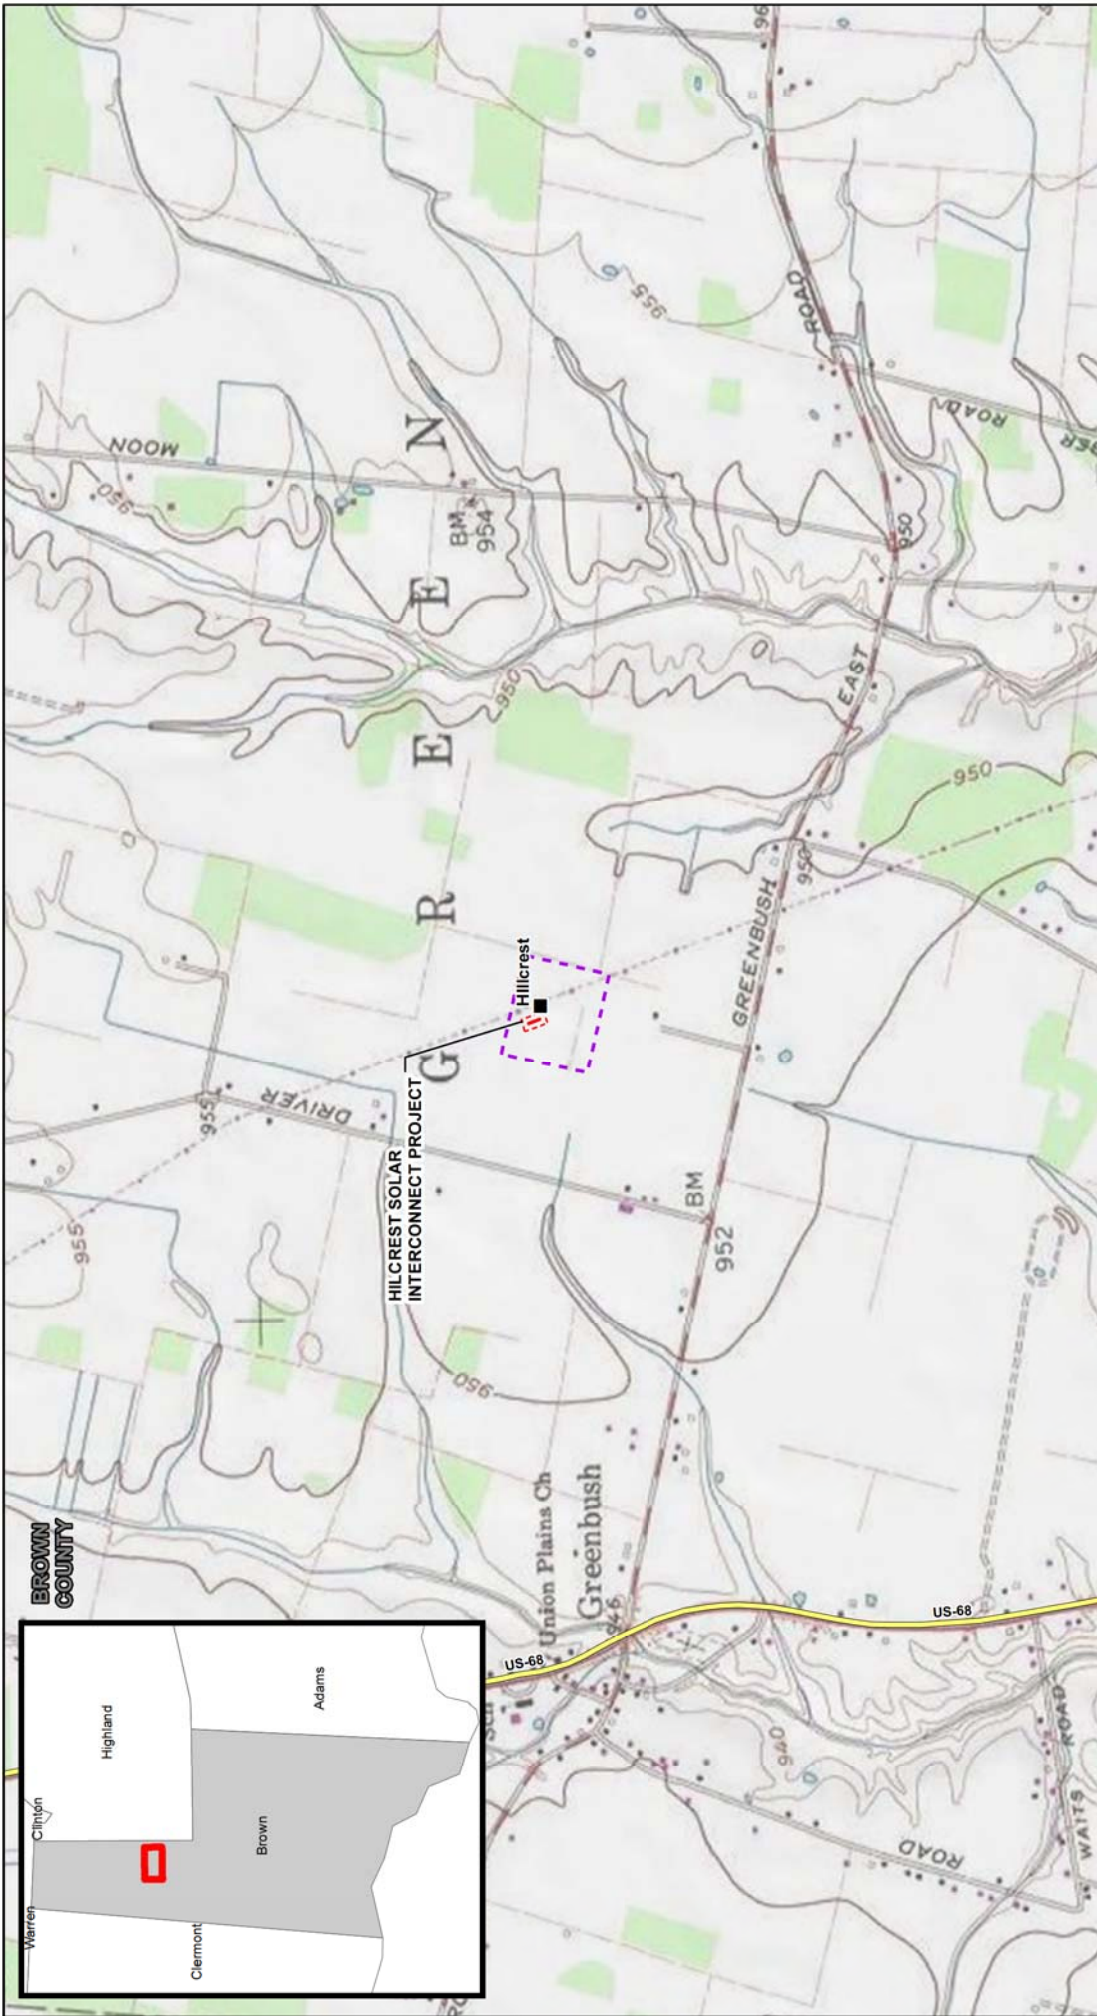 BROWN
COUNTY
Warren
Clinton
Highland
Clermont
Brown
Adams
HILCREST SOLAR
INTERCONNECT PROJECT
Hillcrest
G R E E N
MOON
950
BM
954
955
955
955
DRIVER
950
950
950
950
950
ROAD
ROAD
EAST
GREENBUSH
BM
952
Union Plains Ch
Greenbush
946
US-68
US-68
940
ROAD
WATTS ROAD